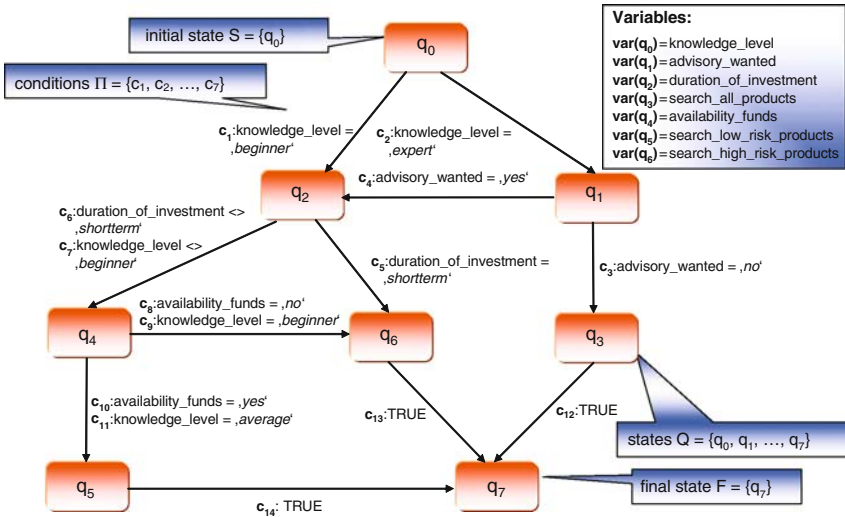 initial state S = {q0}
q0
conditions Π = {c1, c2, …, c7}
Variables:
var(q0)=knowledge_level
var(q1)=advisory_wanted
var(q2)=duration_of_investment
var(q3)=search_all_products
var(q4)=availability_funds
var(q5)=search_low_risk_products
var(q6)=search_high_risk_products
c1:knowledge_level =
‚beginner‘
c2:knowledge_level =
‚expert‘
c4:advisory_wanted = ‚yes‘
q2
q1
c6:duration_of_investment <>
‚shortterm‘
c7:knowledge_level <>
‚beginner‘
c5:duration_of_investment =
‚shortterm‘
c3:advisory_wanted = ‚no‘
c8:availability_funds = ‚no‘
c9:knowledge_level = ‚beginner‘
q4
q6
q3
c10:availability_funds = ‚yes‘
c11:knowledge_level = ‚average‘
c13:TRUE
c12:TRUE
states Q = {q0, q1, …, q7}
q5
q7
c14: TRUE
final state F = {q7}